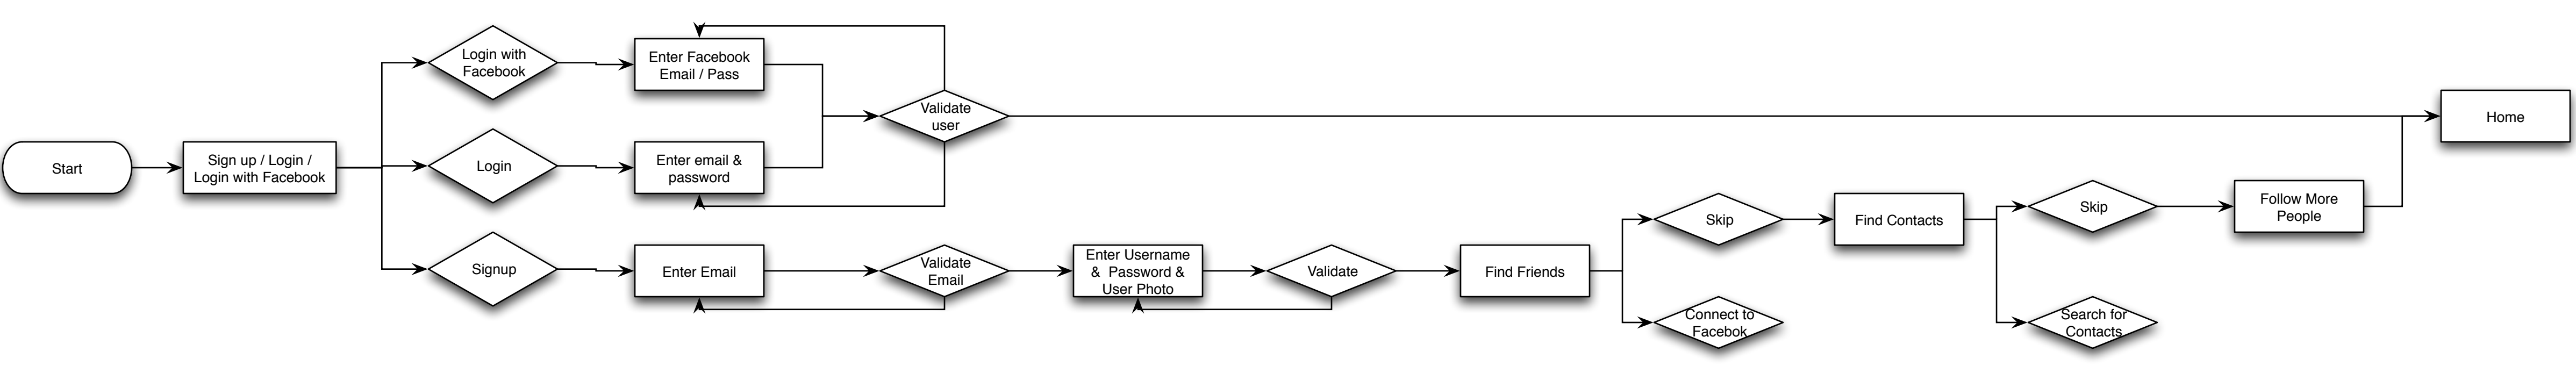 Start
Sign up / Login /
Login with Facebook
Login with
Facebook
Enter Facebook
Email / Pass
Login
Enter email &
password
Validate
user
Home
Signup
Enter Email
Validate
Email
Enter Username
& Password &
User Photo
Validate
Find Friends
Skip
Connect to
Facebok
Find Contacts
Skip
Search for
Contacts
Follow More
People